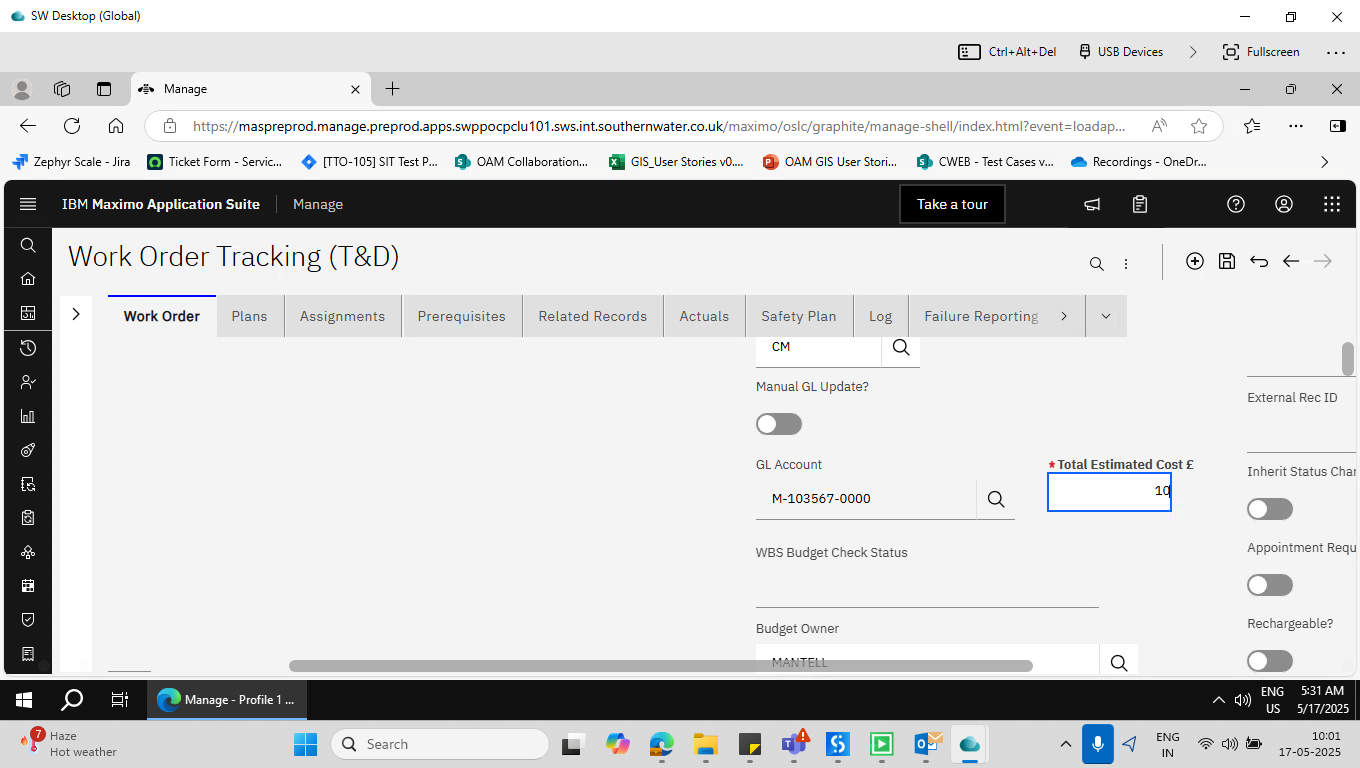 SW Desktop (Global)
Ctrl+Alt+Del
USB Devices
Fullscreen
Manage
https://maspreprod.manage.preprod.apps.swppocpclu101.sws.int.southernwater.co.uk/maximo/oslc/graphite/manage-shell/index.html?event=loadap...
Zephyr Scale - Jira
Ticket Form - Servic...
[TTO-105] SIT Test P...
OAM Collaboration...
GIS_User Stories v0....
OAM GIS User Stori...
CWEB - Test Cases v...
Recordings - OneDr...
IBM Maximo Application Suite
Manage
Take a tour
Work Order Tracking (T&D)
Work Order
Plans
Assignments
Prerequisites
Related Records
Actuals
Safety Plan
Log
Failure Reporting
CM
Manual GL Update?
External Rec ID
GL Account
* Total Estimated Cost £
Inherit Status Char
M-103567-0000
10
WBS Budget Check Status
Appointment Requ
Budget Owner
Rechargeable?
MANTELL
Manage - Profile 1 ...
ENG
US
5:31 AM
5/17/2025
7
Haze
Hot weather
Search
ENG
IN
10:01
17-05-2025